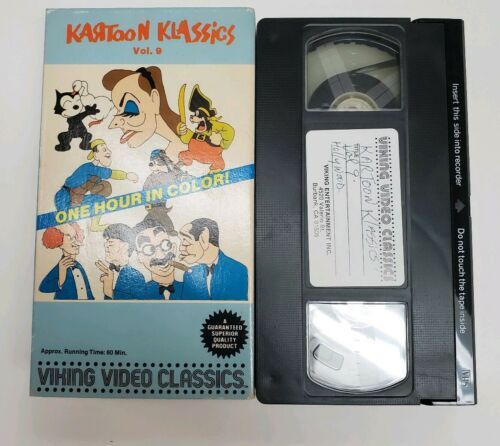 KARTOON KLASSICS
Vol. 9
ONE HOUR IN COLOR!
GUARANTEED
SUPERIOR
QUALITY
PRODUCT
Approx. Running Time: 60 Min.
VIKING VIDEO CLASSICS
VIKING VIDEO CLASSICS
KARTOON KLASSICS
9
Hollywood
VIKING ENTERTAINMENT INC.
Burbank, CA
Insert this side into recorder
Do not touch the tape inside
VHS